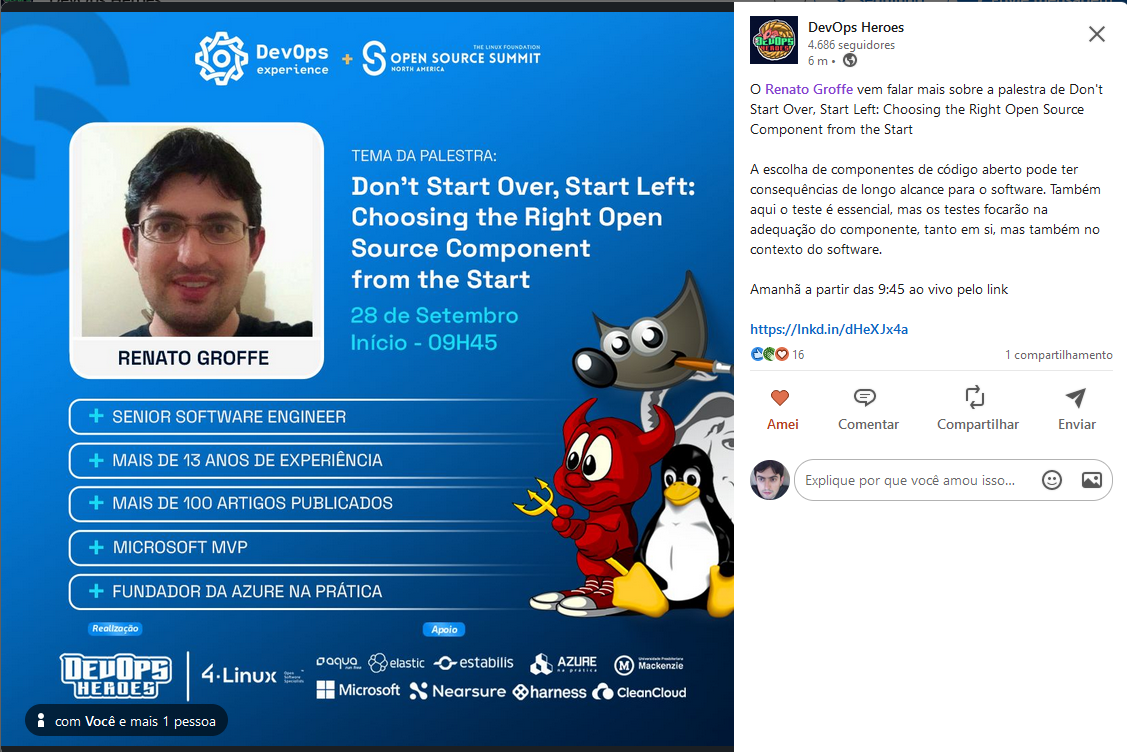 DevOps
experience
+
THE LINUX FOUNDATION
OPEN SOURCE SUMMIT
NORTH AMERICA
TEMA DA PALESTRA:
Don't Start Over, Start Left:
Choosing the Right Open
Source Component
from the Start
28 de Setembro
Início - 09H45
RENATO GROFFE
+ SENIOR SOFTWARE ENGINEER
+ MAIS DE 13 ANOS DE EXPERIÊNCIA
+ MAIS DE 100 ARTIGOS PUBLICADOS
+ MICROSOFT MVP
+ FUNDADOR DA AZURE NA PRÁTICA
Realização
Apoio
DEVOPS
HEROES
4.Linux
aqua
elastic
estabilis
AZURE
na prática
Universidade Presbiteriana
Mackenzie
Microsoft
Nearsure
harness
CleanCloud
com Você e mais 1 pessoa
DevOps Heroes
4.686 seguidores
6 m •
O Renato Groffe vem falar mais sobre a palestra de Don't
Start Over, Start Left: Choosing the Right Open Source
Component from the Start
A escolha de componentes de código aberto pode ter
consequências de longo alcance para o software. Também
aqui o teste é essencial, mas os testes focarão na
adequação do componente, tanto em si, mas também no
contexto do software.
Amanhã a partir das 9:45 ao vivo pelo link
https://lnkd.in/dHeXJx4a
16
1 compartilhamento
Amei
Comentar
Compartilhar
Enviar
Explique por que você amou isso...